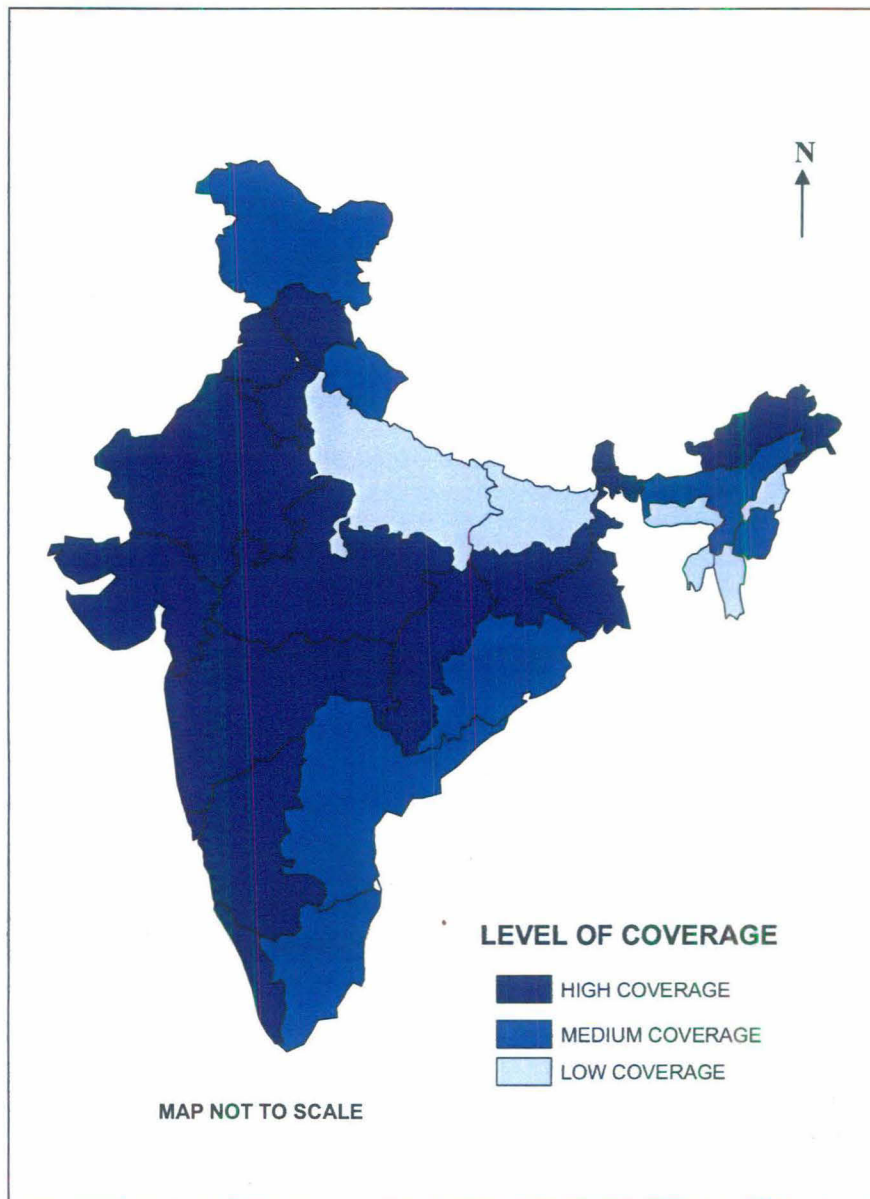 N
LEVEL OF COVERAGE
HIGH COVERAGE
MEDIUM COVERAGE
LOW COVERAGE
MAP NOT TO SCALE